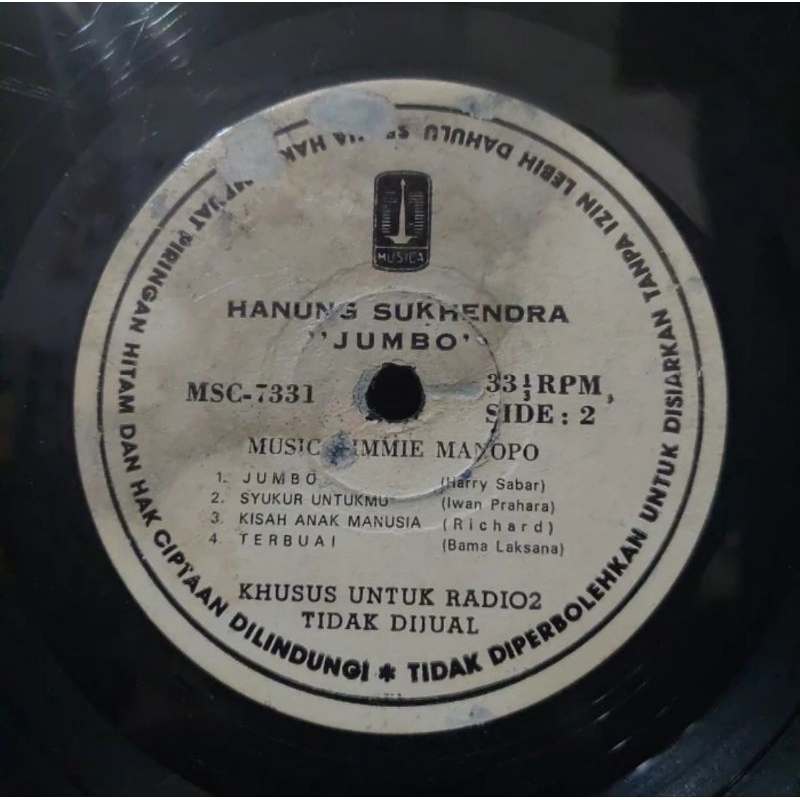 MUSICA
HANUNG SUKHENDRA
"JUMBO"
MSC-7331
33⅓ RPM
SIDE : 2
MUSIC JIMMIE MANOPO
1. JUMBO (Harry Sabar)
2. SYUKUR UNTUKMU (Iwan Prahara)
3. KISAH ANAK MANUSIA (Richard)
4. TERBUAI (Bama Laksana)
KHUSUS UNTUK RADIO2
TIDAK DIJUAL
HAK PIRINGAN HITAM DAN HAK CIPTAAN DILINDUNGI * TIDAK DIPERBOLEHKAN UNTUK DISIARKAN TANPA IZIN LEBIH DAHULU